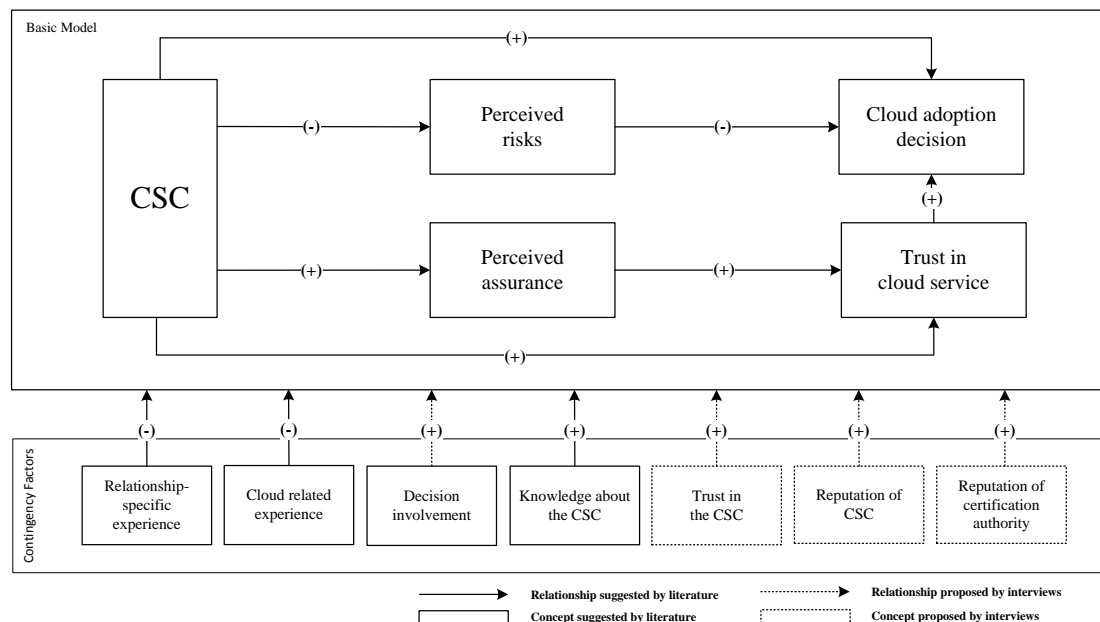 Basic Model
(+)
CSC
(-)
Perceived
risks
(-)
Cloud adoption
decision
(+)
(+)
Perceived
assurance
(+)
Trust in
cloud service
(+)
Contingency Factors
(-)
(-)
(+)
(+)
(+)
(+)
(+)
Relationship-
specific
experience
Cloud related
experience
Decision
involvement
Knowledge about
the CSC
Trust in
the CSC
Reputation of
CSC
Reputation of
certification
authority
Relationship suggested by literature
Relationship proposed by interviews
Concept suggested by literature
Concept proposed by interviews